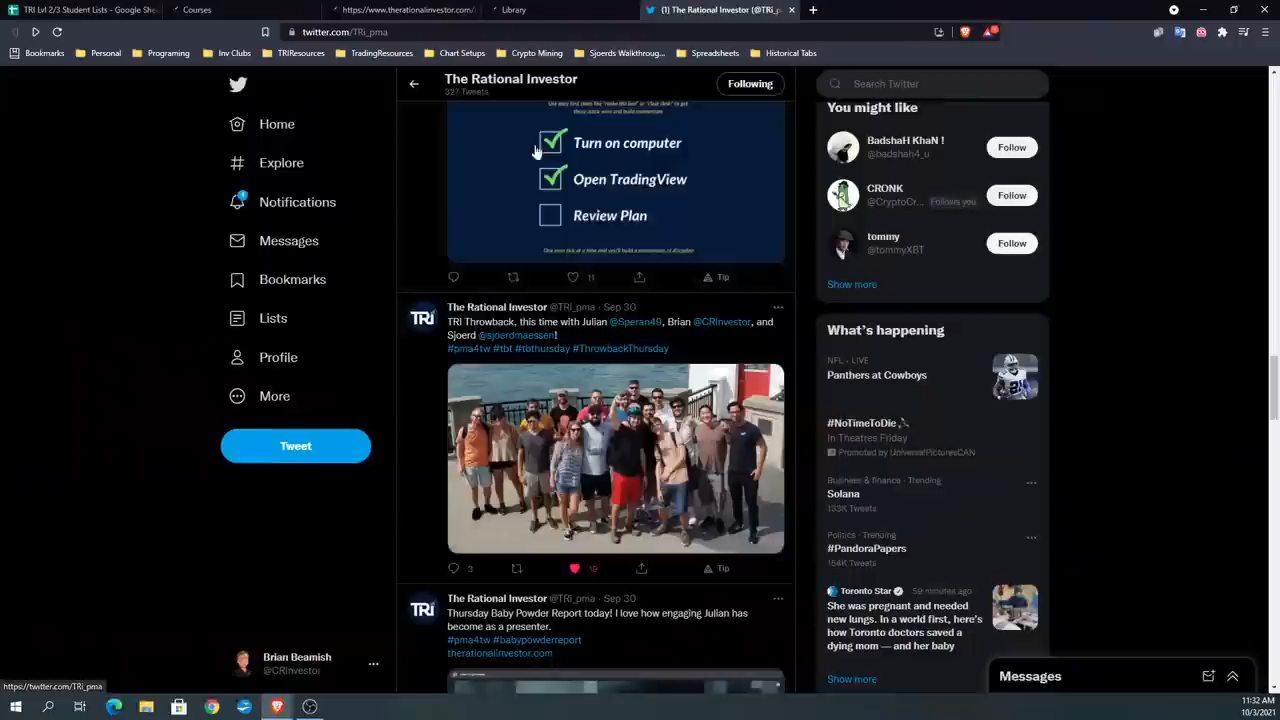 TRI Lvl 2/3 Student Lists - Google She
Courses
https://www.therationalinvestor.com/
Library
(1) The Rational Investor (@TRi_p
twitter.com/TRi_pma
Bookmarks
Personal
Programing
Inv Clubs
TRIResources
TradingResources
Chart Setups
Crypto Mining
Sjoerds Walkthroug...
Spreadsheets
Historical Tabs
Home
Explore
Notifications
Messages
Bookmarks
Lists
Profile
More
Tweet
Brian Beamish
@CRInvestor
https://twitter.com/TRi_pma
The Rational Investor
327 Tweets
Following
Turn on computer
Open TradingView
Review Plan
11
Tip
The Rational Investor @TRi_pma · Sep 30
TRI Throwback, this time with Julian @Speran49, Brian @CRInvestor, and
Sjoerd @sjoerdmaessen!
#pma4tw #tbt #tbthursday #ThrowbackThursday
3
19
Tip
TRi
The Rational Investor @TRi_pma · Sep 30
Thursday Baby Powder Report today! I love how engaging Julian has
become as a presenter.
#pma4tw #babypowderreport
therationalinvestor.com
TRi
Search Twitter
You might like
BadshaH KhaN !
@badshah4_u
Follow
CRONK
@CryptoCr... Follows you
Follow
tommy
@tommyXBT
Follow
Show more
What's happening
NFL · LIVE
Panthers at Cowboys
#NoTimeToDie
In Theatres Friday
Promoted by UniversalPicturesCAN
Business & finance · Trending
Solana
133K Tweets
Politics · Trending
#PandoraPapers
154K Tweets
Toronto Star
59 minutes ago
She was pregnant and needed
new lungs. In a world first, here's
how Toronto doctors saved a
dying mom — and her baby
Show more
Messages
11:32 AM
10/3/2021